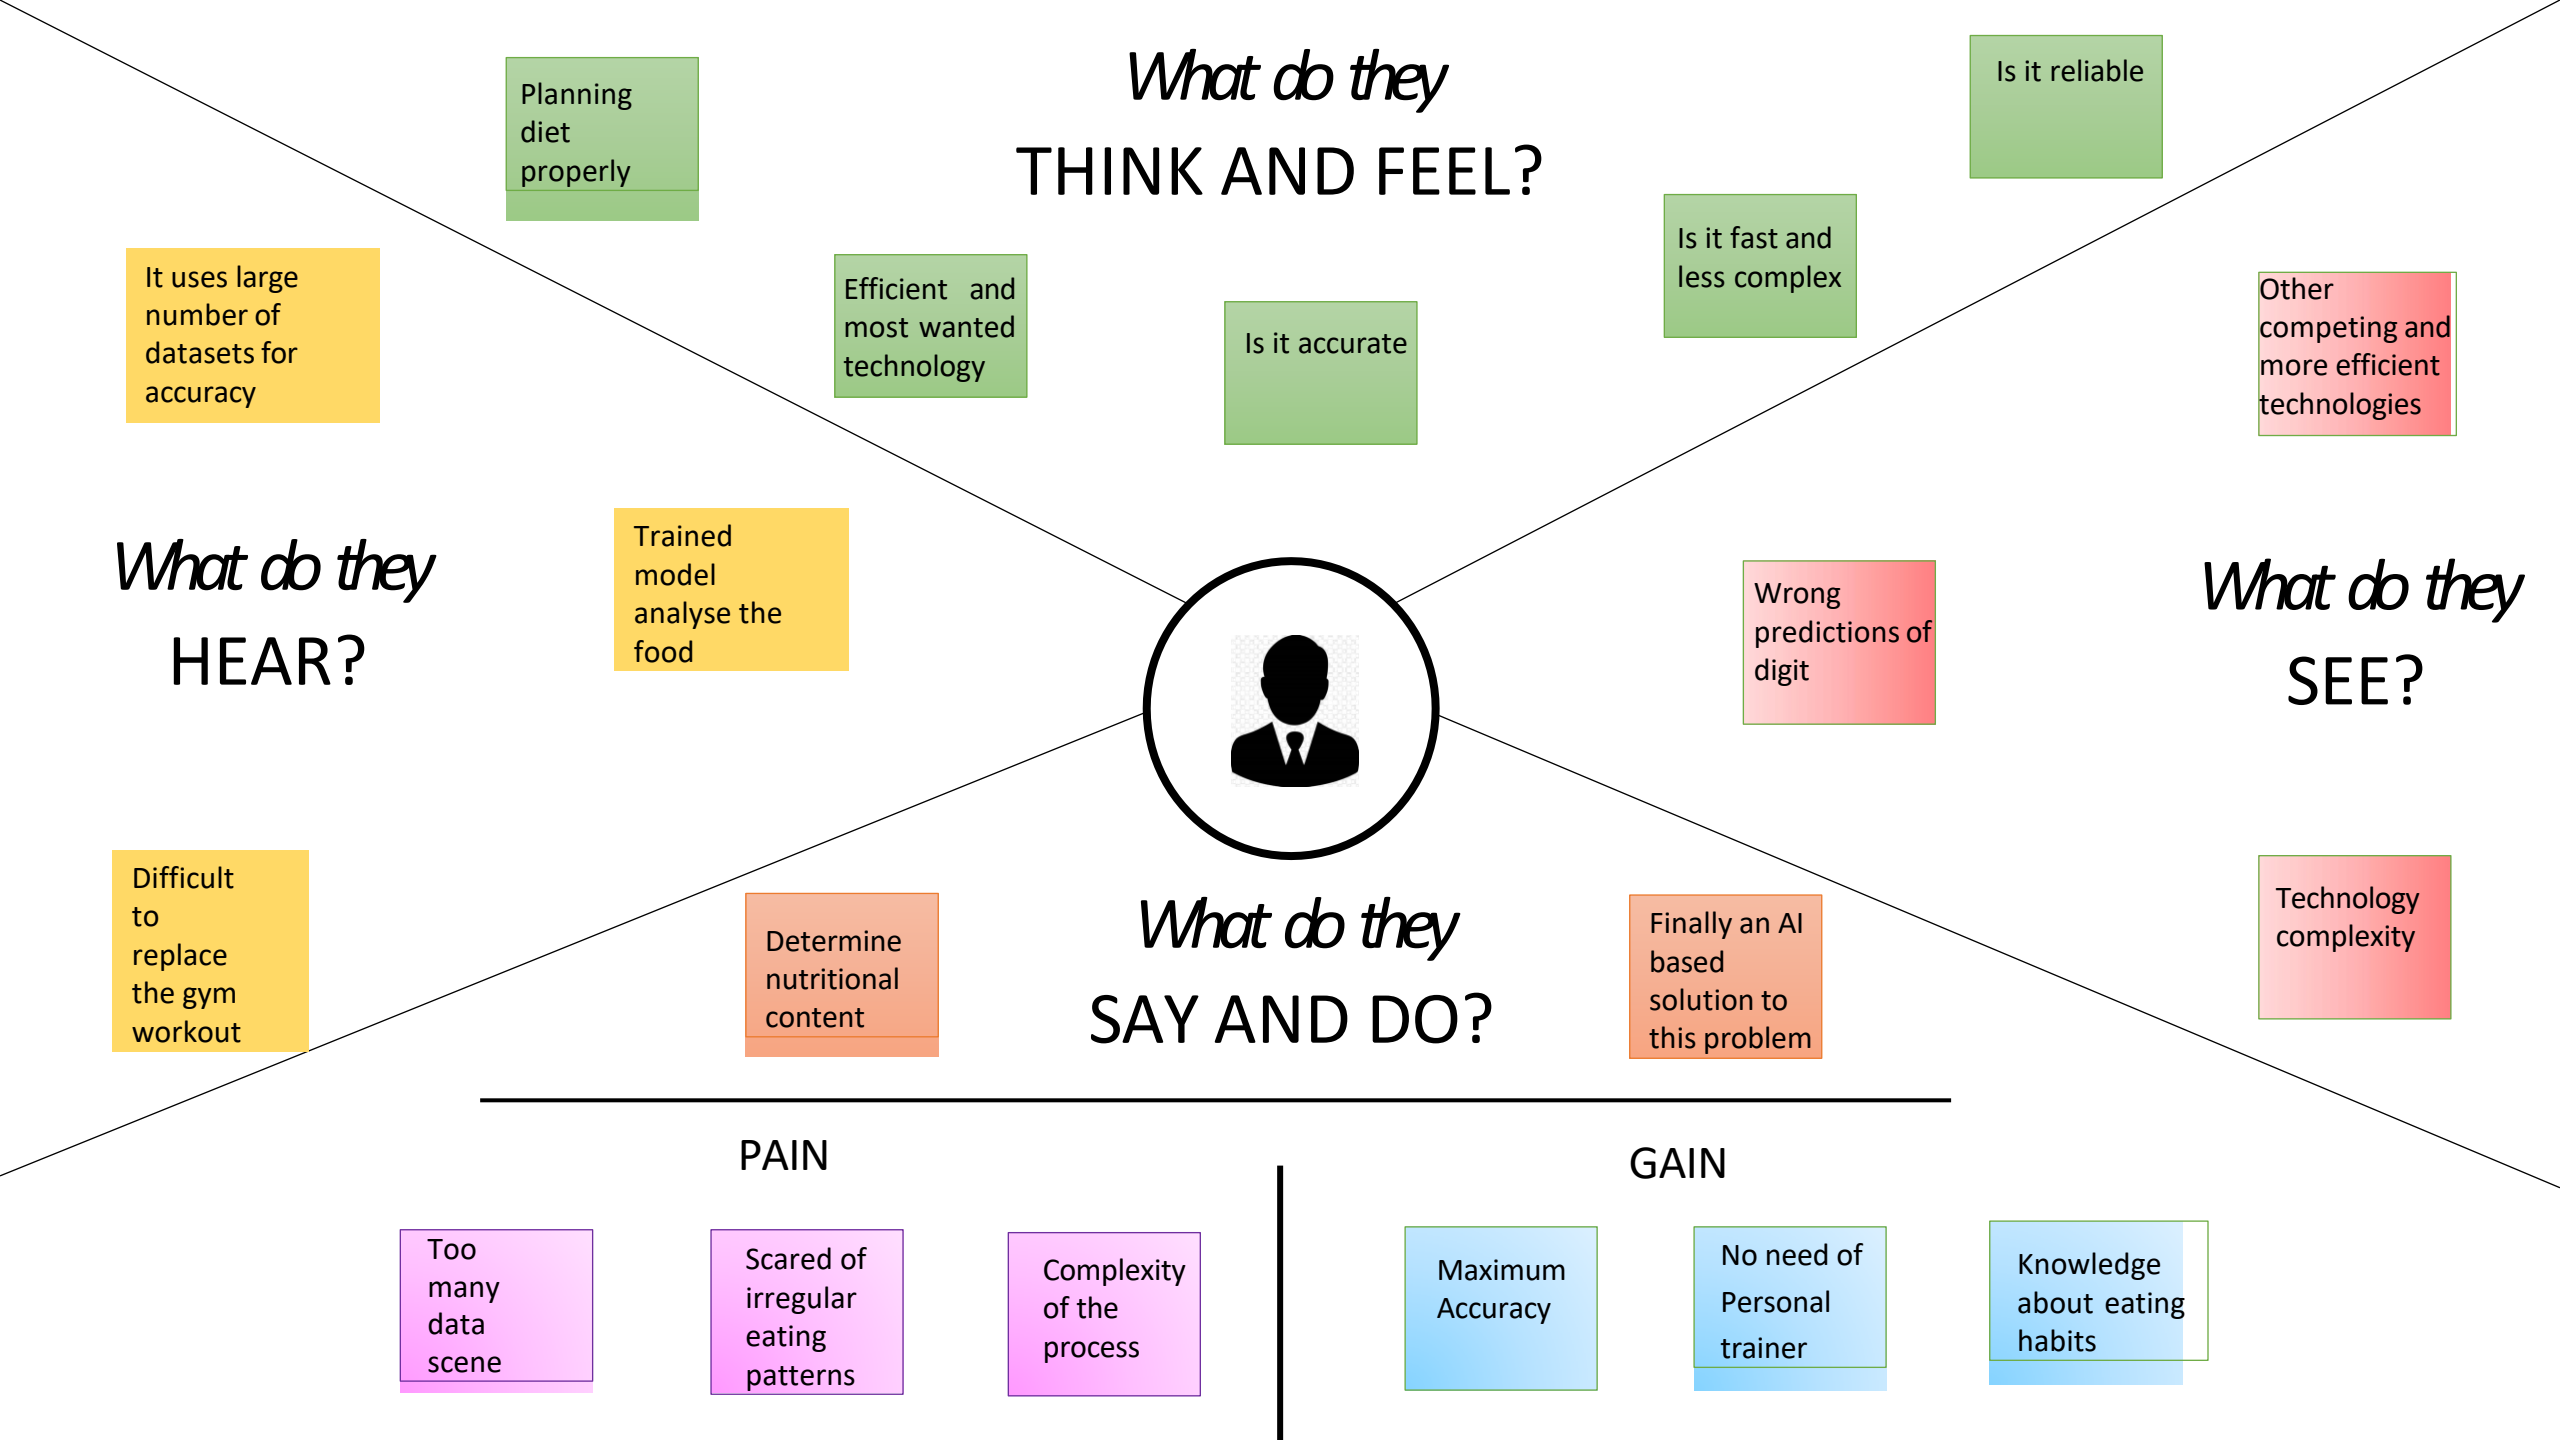 What do they
THINK AND FEEL?
Planning
diet
properly
Efficient and
most wanted
technology
Is it accurate
Is it fast and
less complex
Is it reliable
It uses large
number of
datasets for
accuracy
What do they
HEAR?
Trained
model
analyse the
food
Difficult
to
replace
the gym
workout
Other
competing and
more efficient
technologies
Wrong
predictions of
digit
What do they
SEE?
Technology
complexity
What do they
SAY AND DO?
Determine
nutritional
content
Finally an AI
based
solution to
this problem
PAIN
Too
many
data
scene
Scared of
irregular
eating
patterns
Complexity
of the
process
GAIN
Maximum
Accuracy
No need of
Personal
trainer
Knowledge
about eating
habits